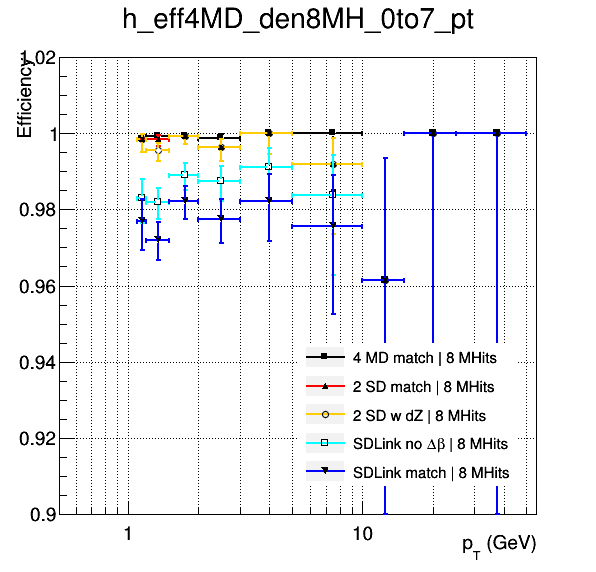 h_eff4MD_den8MH_0to7_pt
Efficiency
1.02
1
0.98
0.96
0.94
0.92
0.9
4 MD match | 8 MHits
2 SD match | 8 MHits
2 SD w dZ | 8 MHits
SDLink no Δβ | 8 MHits
SDLink match | 8 MHits
1
10
p_T (GeV)